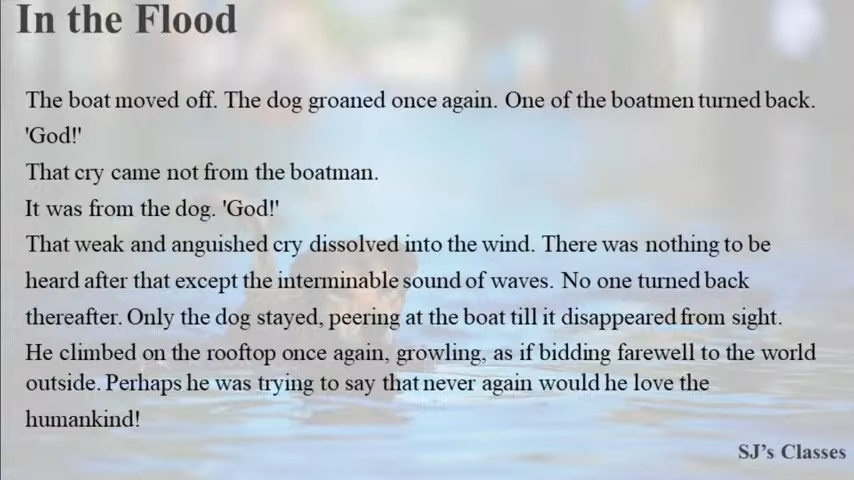 In the Flood
The boat moved off. The dog groaned once again. One of the boatmen turned back.
'God!'
That cry came not from the boatman.
It was from the dog. 'God!'
That weak and anguished cry dissolved into the wind. There was nothing to be
heard after that except the interminable sound of waves. No one turned back
thereafter. Only the dog stayed, peering at the boat till it disappeared from sight.
He climbed on the rooftop once again, growling, as if bidding farewell to the world
outside. Perhaps he was trying to say that never again would he love the
humankind!
SJ's Classes